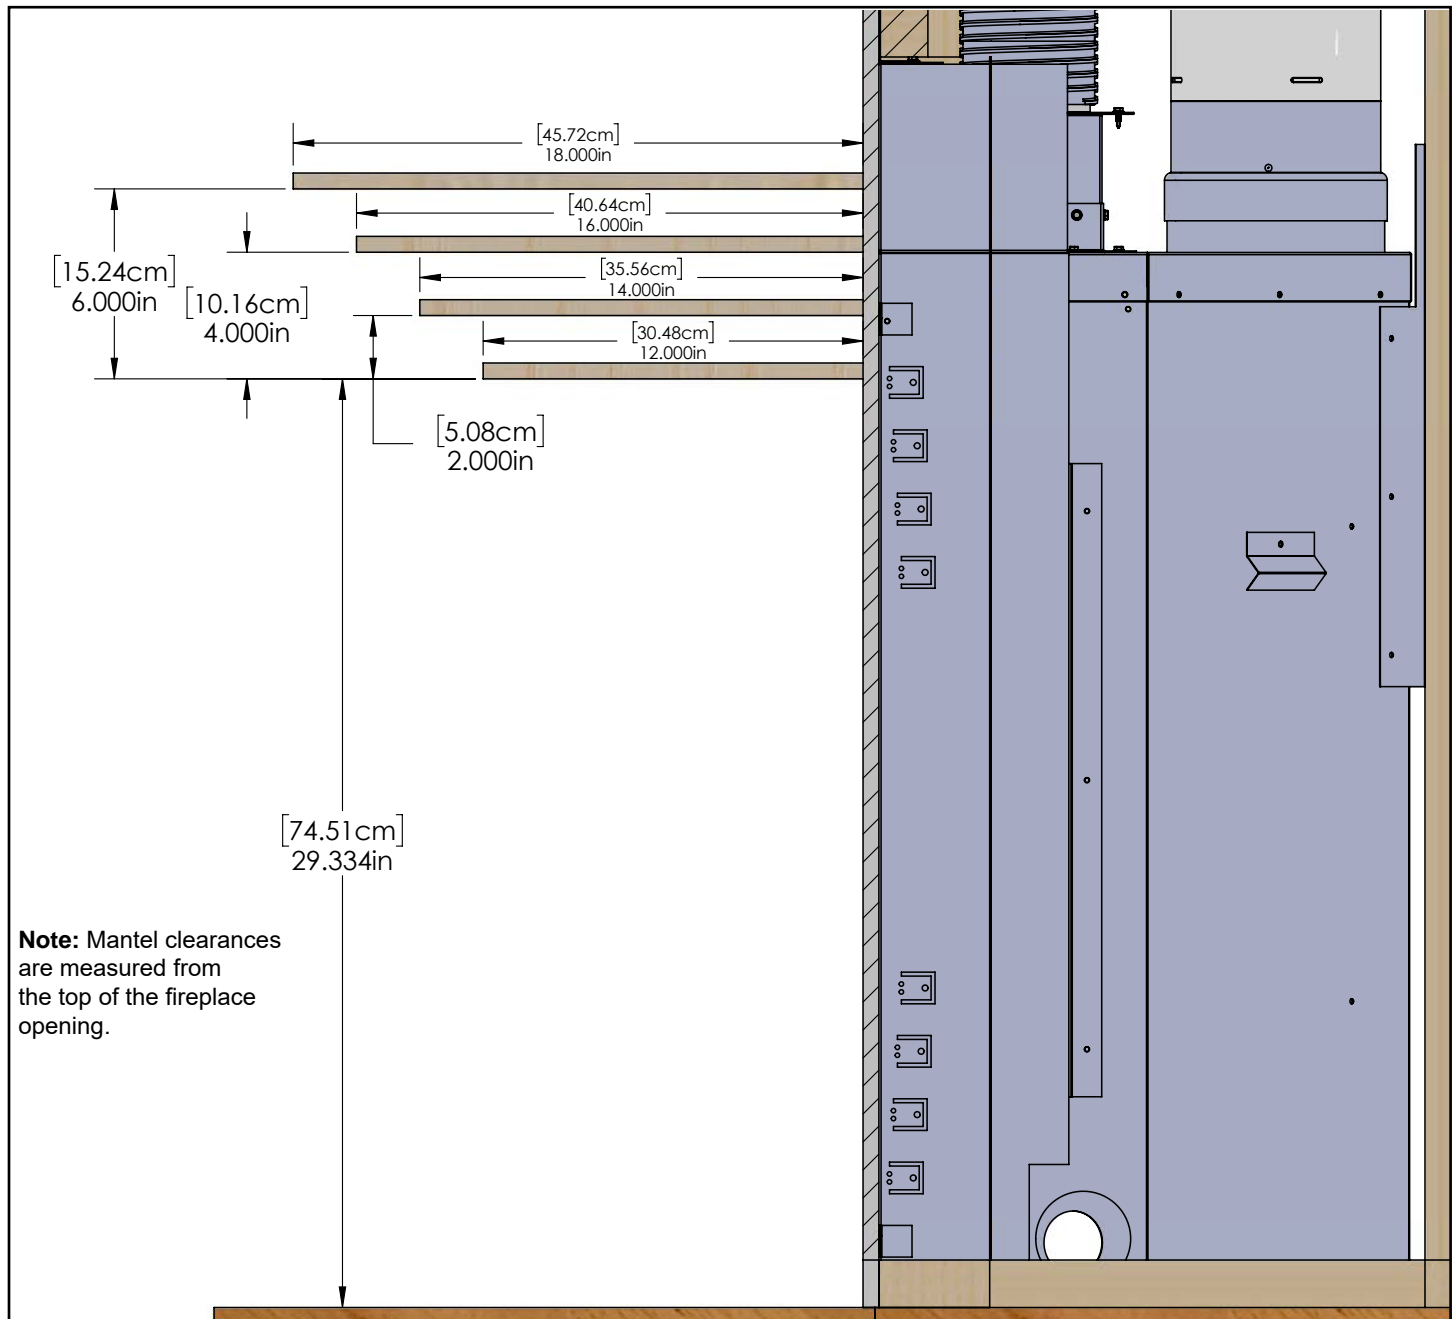 [45.72cm]
18.000in
[40.64cm]
16.000in
[15.24cm]
6.000in
[10.16cm]
4.000in
[35.56cm]
14.000in
[30.48cm]
12.000in
[5.08cm]
2.000in
[74.51cm]
29.334in
Note: Mantel clearances
are measured from
the top of the fireplace
opening.